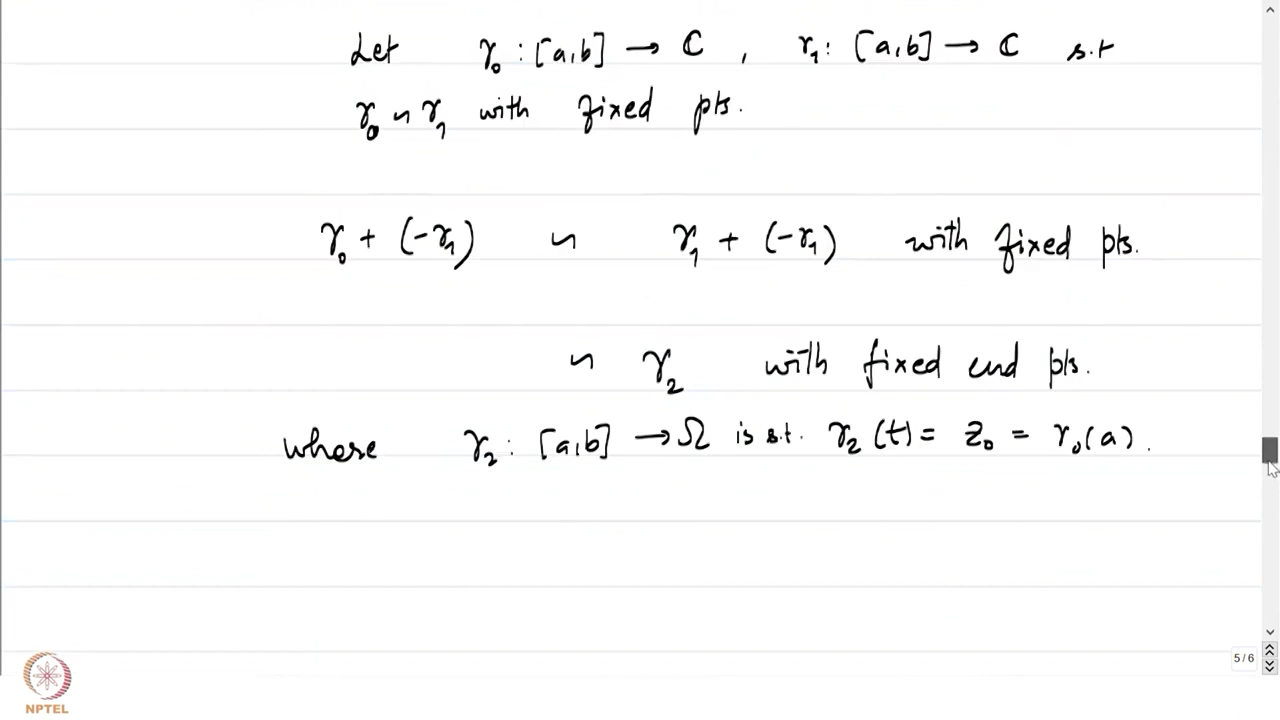 Let γ₀ : [a,b] → ℂ , γ₁ : [a,b] → ℂ s.t
γ₀ ∽ γ₁ with fixed pts.
γ₀ + (-γ₁) ∽ γ₁ + (-γ₁) with fixed pts.
∽ γ₂ with fixed end pts.
where γ₂ : [a,b] → Ω is s.t. γ₂(t) = z₀ = γ₀(a).
5 / 6
NPTEL